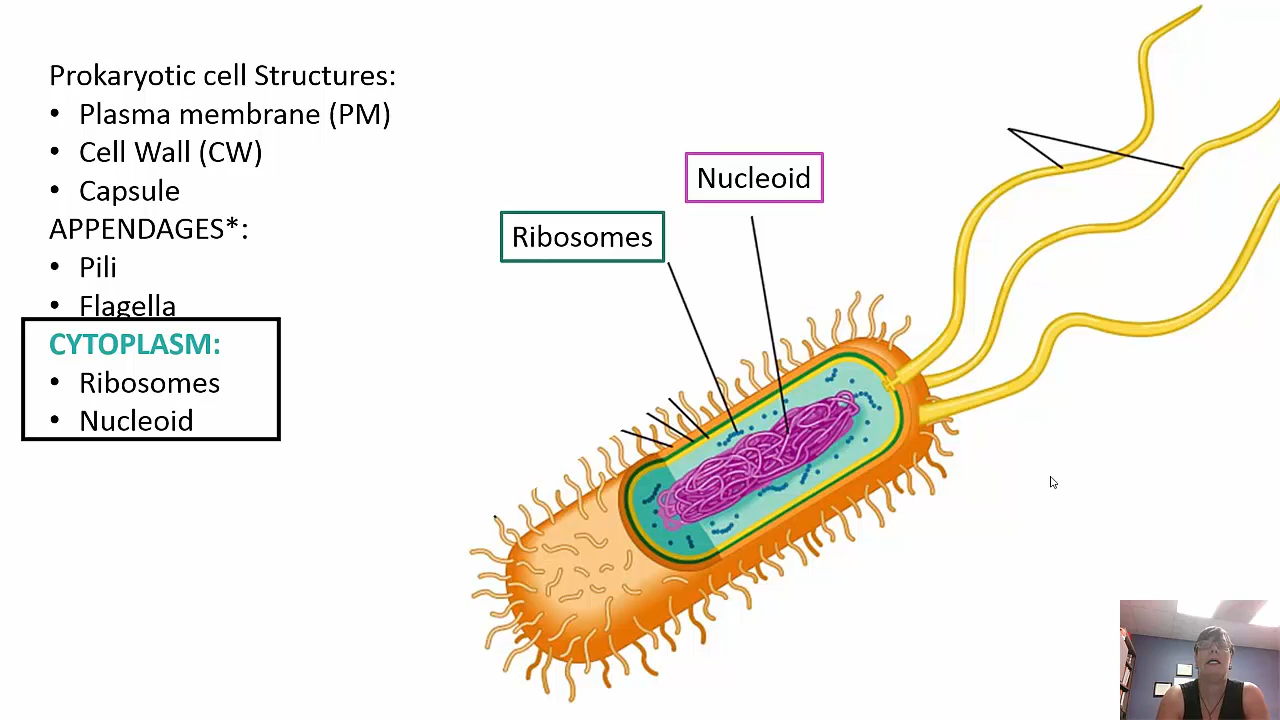 Prokaryotic cell Structures:
• Plasma membrane (PM)
• Cell Wall (CW)
• Capsule
APPENDAGES*:
• Pili
• Flagella
CYTOPLASM:
• Ribosomes
• Nucleoid
Nucleoid
Ribosomes